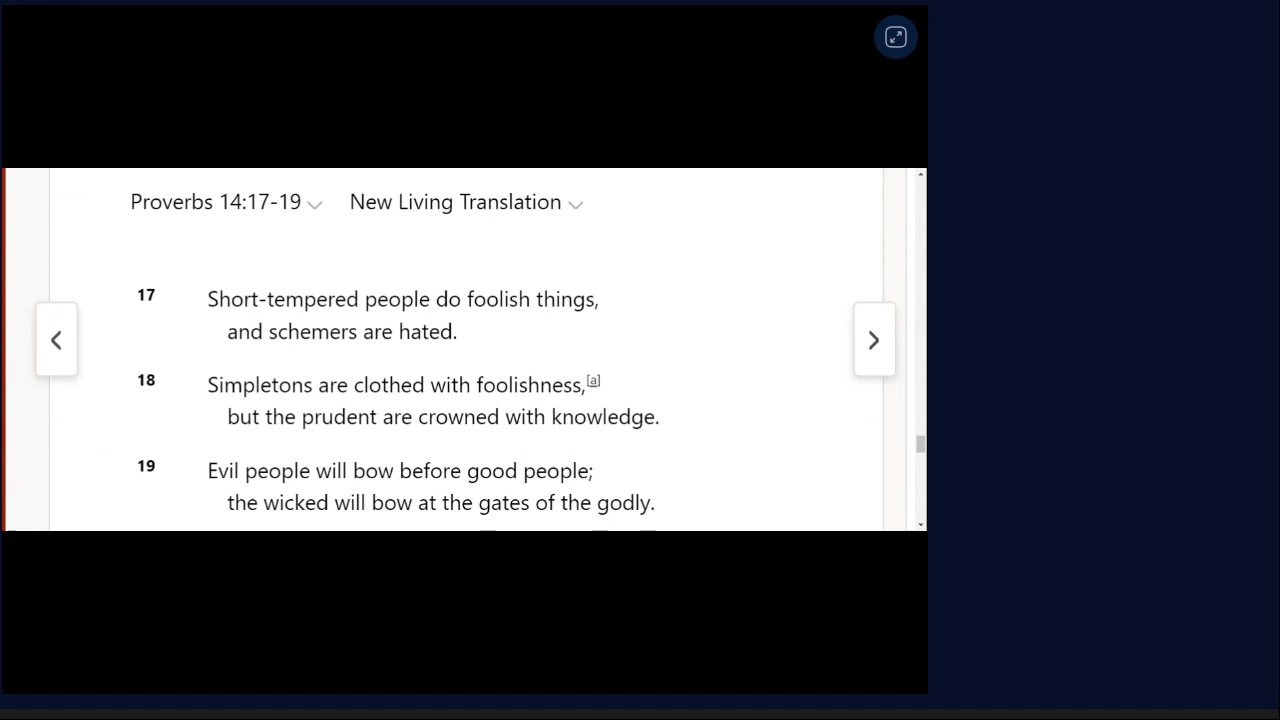 Proverbs 14:17-19 New Living Translation
17 Short-tempered people do foolish things,
and schemers are hated.
18 Simpletons are clothed with foolishness,[a]
but the prudent are crowned with knowledge.
19 Evil people will bow before good people;
the wicked will bow at the gates of the godly.